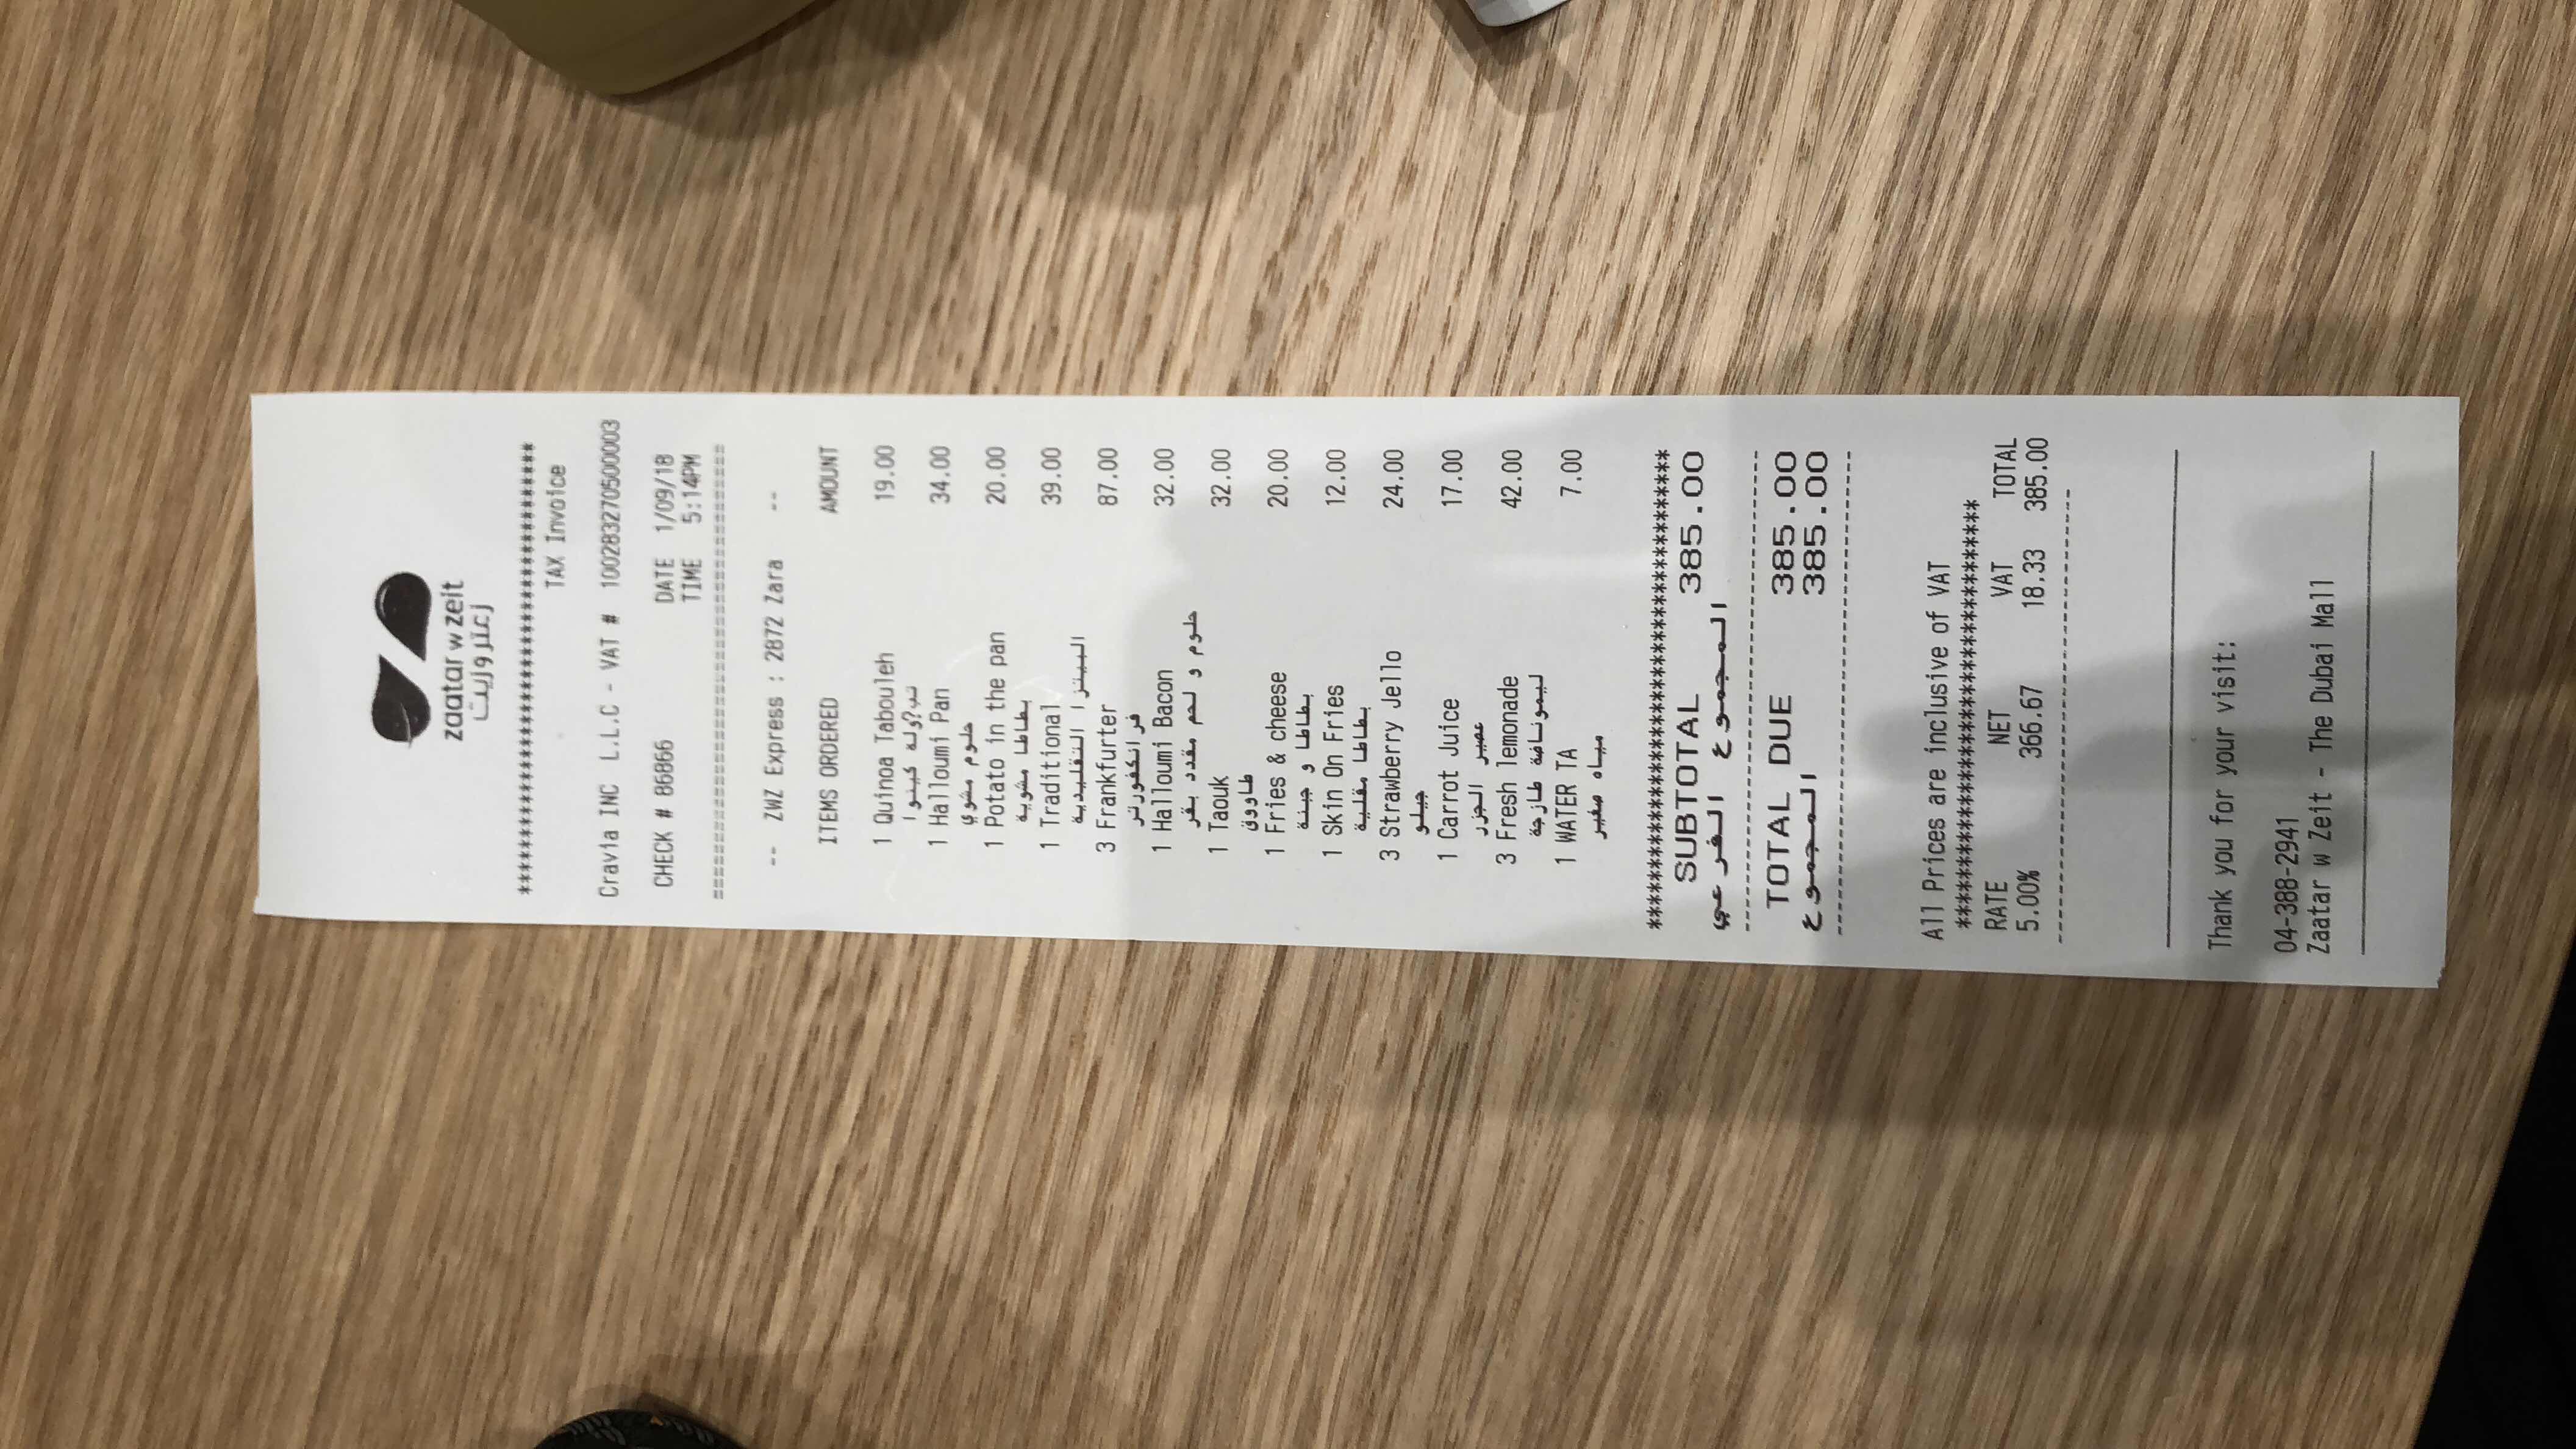 zaatar w zeit
زعتر وزيت
****************************************
TAX Invoice
Cravia INC L.L.C - VAT # 100283270500003
CHECK # 86866 DATE 1/09/18
TIME 5:14PM
========================================
-- ZWZ Express : 2872 Zara --
ITEMS ORDERED AMOUNT
1 Quinoa Tabouleh 19.00
تب?ولة كينوا
1 Halloumi Pan 34.00
حلوم مشوي
1 Potato in the pan 20.00
بطاطا مشوية
1 Traditional 39.00
البيتزا التقليدية
3 Frankfurter 87.00
فرانكفورتر
1 Halloumi Bacon 32.00
حلوم و لحم مقدد بقر
1 Taouk 32.00
طاووق
1 Fries & cheese 20.00
بطاطا و جبنة
1 Skin On Fries 12.00
بطاطا مقلية
3 Strawberry Jello 24.00
جيلو
1 Carrot Juice 17.00
عصير الجزر
3 Fresh lemonade 42.00
ليموناضة طازجة
1 WATER TA 7.00
مياه صغير
****************************************
SUBTOTAL 385.00
المجموع الفرعي
----------------------------------------
TOTAL DUE 385.00
المجموع 385.00
----------------------------------------
All Prices are inclusive of VAT
***********************************
RATE NET VAT TOTAL
5.00% 366.67 18.33 385.00
-------------------------------------
Thank you for your visit:
04-388-2941
Zaatar w Zeit - The Dubai Mall